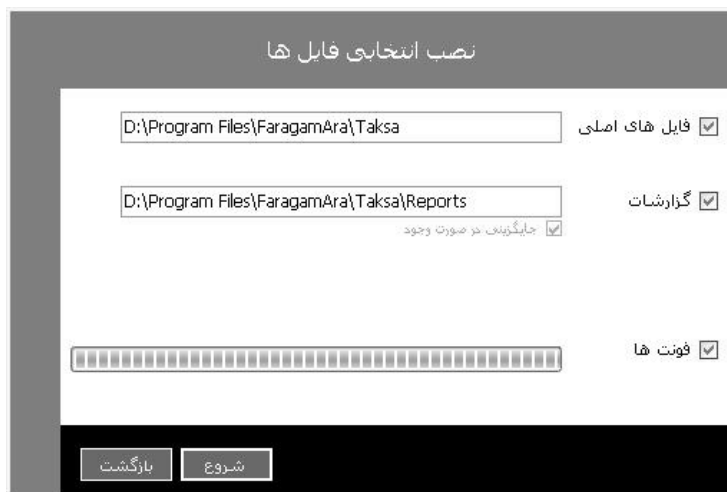 نصب انتخابی فایل ها
فایل های اصلی
D:\Program Files\FaragamAra\Taksa
گزارشات
D:\Program Files\FaragamAra\Taksa\Reports
جایگزینی در صورت وجود
فونت ها
شروع
بازگشت